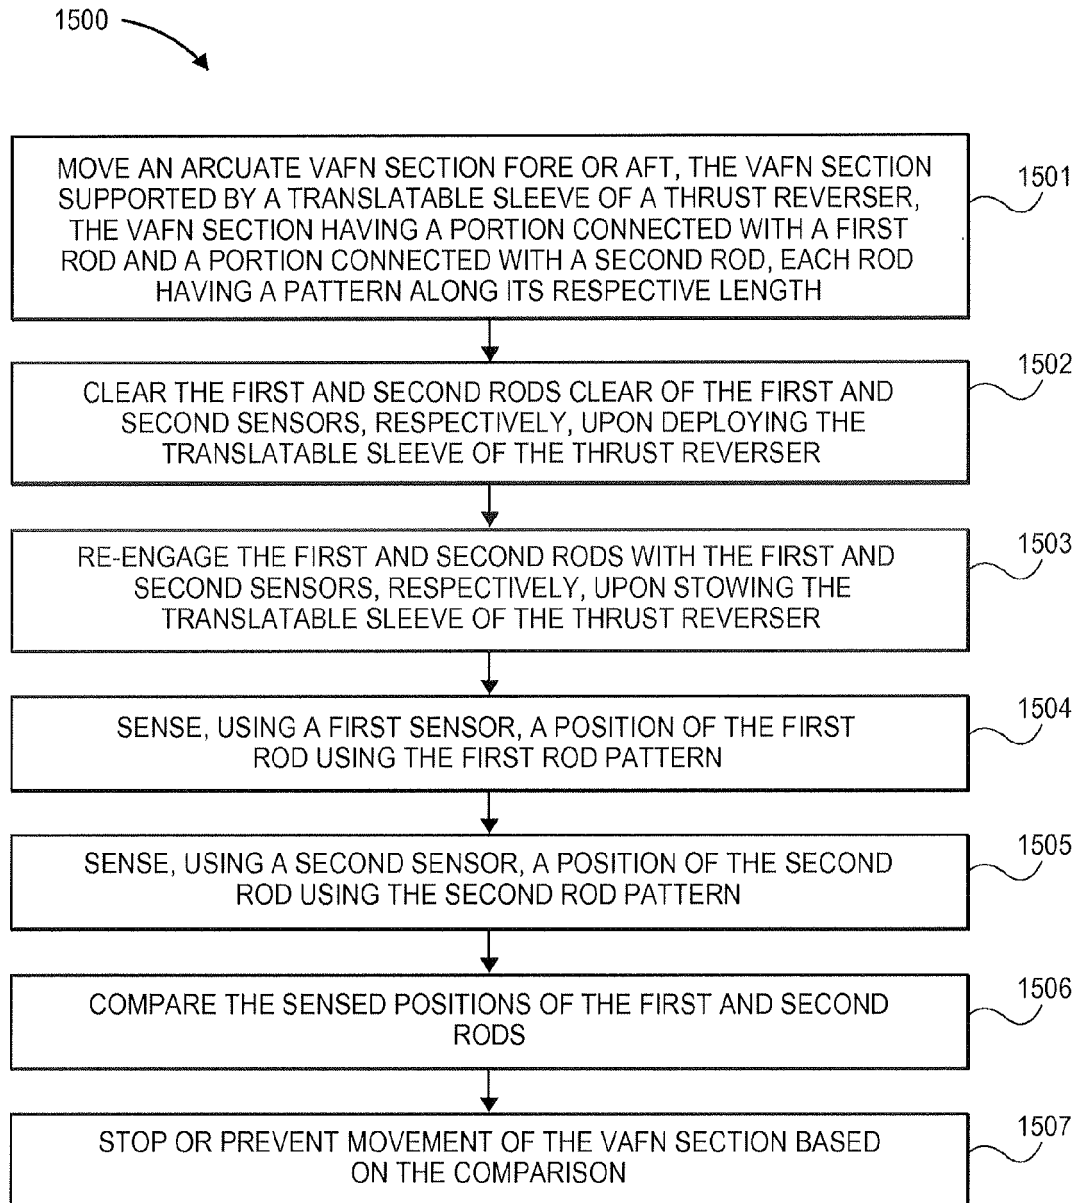 1500
MOVE AN ARCUATE VAFN SECTION FORE OR AFT, THE VAFN SECTION
SUPPORTED BY A TRANSLATABLE SLEEVE OF A THRUST REVERSER,
THE VAFN SECTION HAVING A PORTION CONNECTED WITH A FIRST
ROD AND A PORTION CONNECTED WITH A SECOND ROD, EACH ROD
HAVING A PATTERN ALONG ITS RESPECTIVE LENGTH
1501
CLEAR THE FIRST AND SECOND RODS CLEAR OF THE FIRST AND
SECOND SENSORS, RESPECTIVELY, UPON DEPLOYING THE
TRANSLATABLE SLEEVE OF THE THRUST REVERSER
1502
RE-ENGAGE THE FIRST AND SECOND RODS WITH THE FIRST AND
SECOND SENSORS, RESPECTIVELY, UPON STOWING THE
TRANSLATABLE SLEEVE OF THE THRUST REVERSER
1503
SENSE, USING A FIRST SENSOR, A POSITION OF THE FIRST
ROD USING THE FIRST ROD PATTERN
1504
SENSE, USING A SECOND SENSOR, A POSITION OF THE SECOND
ROD USING THE SECOND ROD PATTERN
1505
COMPARE THE SENSED POSITIONS OF THE FIRST AND SECOND
RODS
1506
STOP OR PREVENT MOVEMENT OF THE VAFN SECTION BASED
ON THE COMPARISON
1507